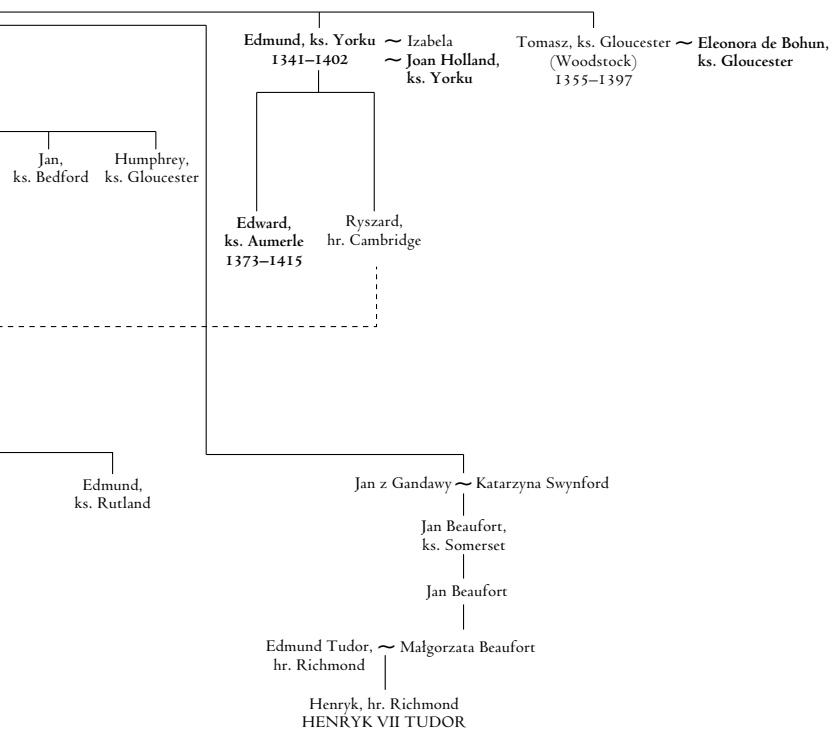 Edmund, ks. Yorku ~ Izabela
1341–1402 ~ Joan Holland,
ks. Yorku
Tomasz, ks. Gloucester ~ Eleonora de Bohun,
(Woodstock) ks. Gloucester
1355–1397
Jan,
ks. Bedford
Humphrey,
ks. Gloucester
Edward,
ks. Aumerle
1373–1415
Ryszard,
hr. Cambridge
Edmund,
ks. Rutland
Jan z Gandawy ~ Katarzyna Swynford
Jan Beaufort,
ks. Somerset
Jan Beaufort
Edmund Tudor, ~ Małgorzata Beaufort
hr. Richmond
Henryk, hr. Richmond
HENRYK VII TUDOR